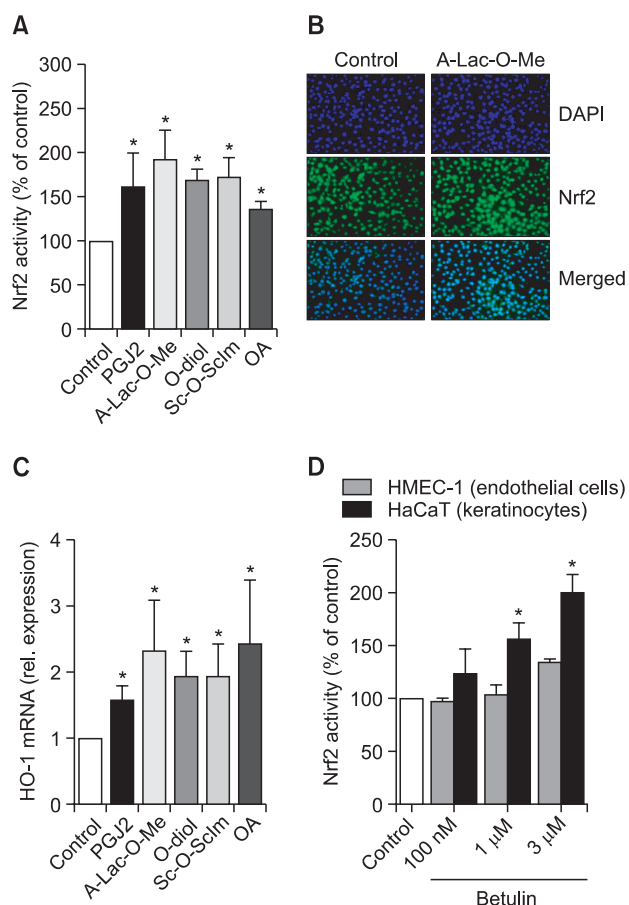 A
Nrf2 activity (% of control)
300
250
200
150
100
50
0
* * * * *
Control
PGJ2
A-Lac-O-Me
O-diol
Sc-O-Sclm
OA
B
Control A-Lac-O-Me
DAPI
Nrf2
Merged
C
HO-1 mRNA (rel. expression)
4
3
2
1
0
* * * * *
Control
PGJ2
A-Lac-O-Me
O-diol
Sc-O-Sclm
OA
D
HMEC-1 (endothelial cells)
HaCaT (keratinocytes)
Nrf2 activity (% of control)
250
200
150
100
50
0
* *
Control
100 nM
1 μM
3 μM
Betulin